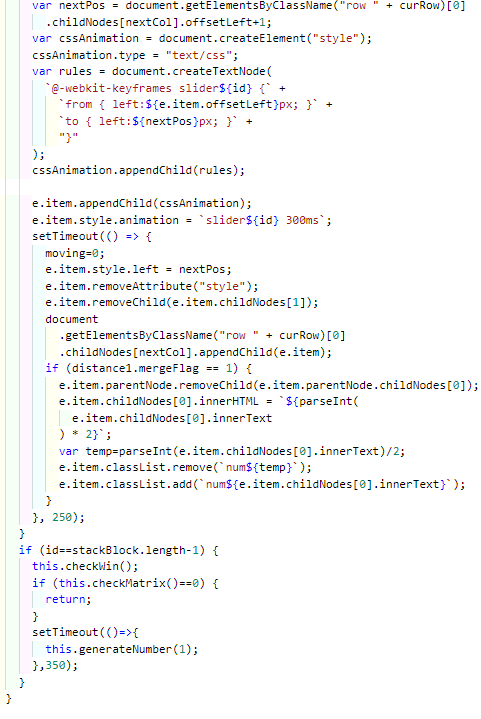 var nextPos = document.getElementsByClassName("row " + curRow)[0]
.childNodes[nextCol].offsetLeft+1;
var cssAnimation = document.createElement("style");
cssAnimation.type = "text/css";
var rules = document.createTextNode(
`@-webkit-keyframes slider${id} {` +
`from { left:${e.item.offsetLeft}px; }` +
`to { left:${nextPos}px; }` +
"}"
);
cssAnimation.appendChild(rules);
e.item.appendChild(cssAnimation);
e.item.style.animation = `slider${id} 300ms`;
setTimeout(() => {
moving=0;
e.item.style.left = nextPos;
e.item.removeAttribute("style");
e.item.removeChild(e.item.childNodes[1]);
document
.getElementsByClassName("row " + curRow)[0]
.childNodes[nextCol].appendChild(e.item);
if (distance1.mergeFlag == 1) {
e.item.parentNode.removeChild(e.item.parentNode.childNodes[0]);
e.item.childNodes[0].innerHTML = `${parseInt(
e.item.childNodes[0].innerText
) * 2}`;
var temp=parseInt(e.item.childNodes[0].innerText)/2;
e.item.classList.remove(`num${temp}`);
e.item.classList.add(`num${e.item.childNodes[0].innerText}`);
}
}, 250);
}
if (id==stackBlock.length-1) {
this.checkWin();
if (this.checkMatrix()==0) {
return;
}
setTimeout(()=>{
this.generateNumber(1);
},350);
}
}